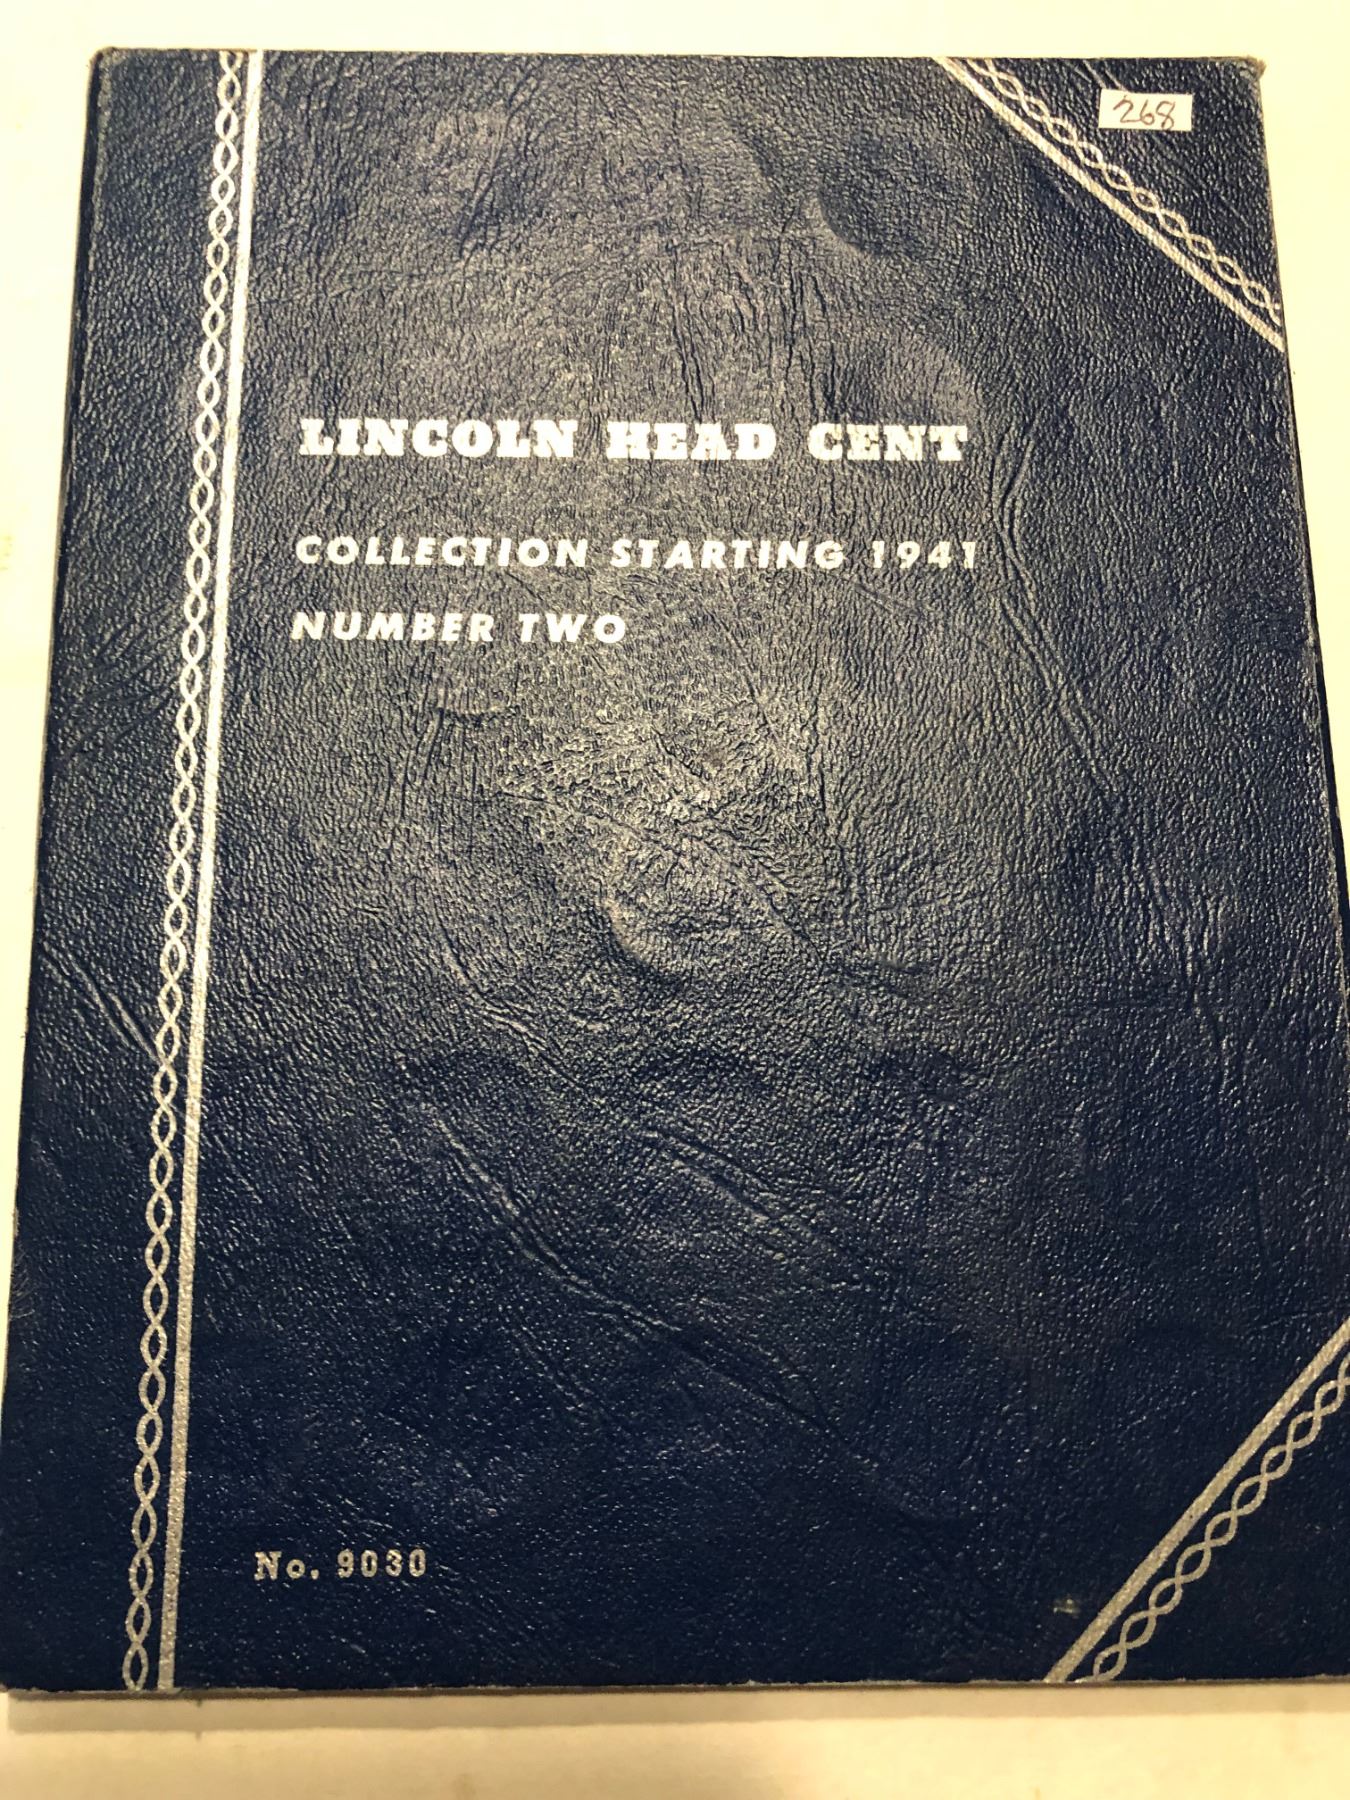 268
LINCOLN HEAD CENT
COLLECTION STARTING 1941
NUMBER TWO
No. 9030